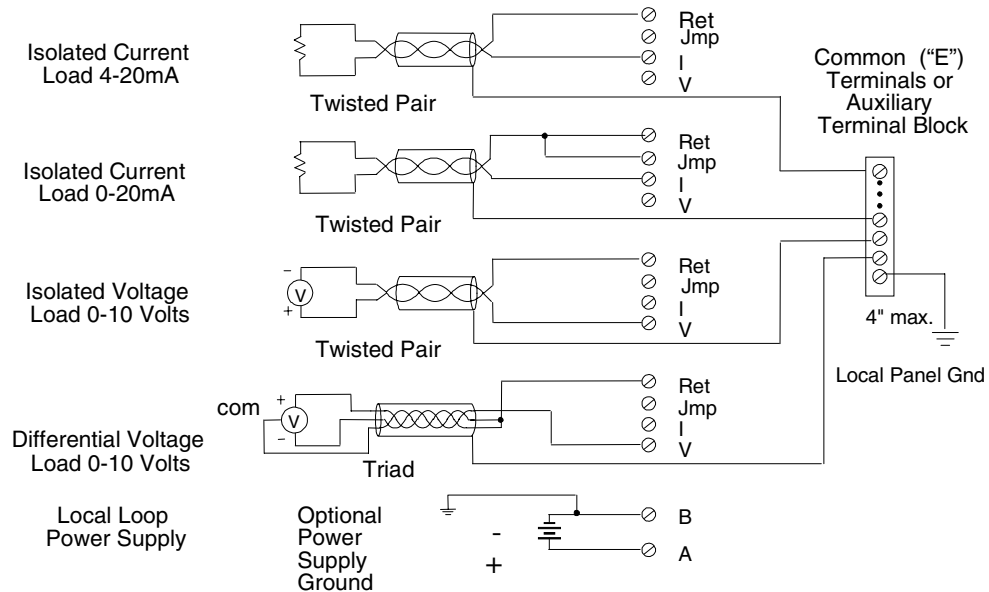 Isolated Current
Load 4-20mA
Twisted Pair
Ret
Jmp
I
V
Common ("E")
Terminals or
Auxiliary
Terminal Block
Isolated Current
Load 0-20mA
Twisted Pair
Ret
Jmp
I
V
Isolated Voltage
Load 0-10 Volts
-
V
+
Twisted Pair
Ret
Jmp
I
V
4" max.
Local Panel Gnd
Differential Voltage
Load 0-10 Volts
com
+
V
-
Triad
Ret
Jmp
I
V
Local Loop
Power Supply
Optional
Power
Supply
Ground
-
+
B
A